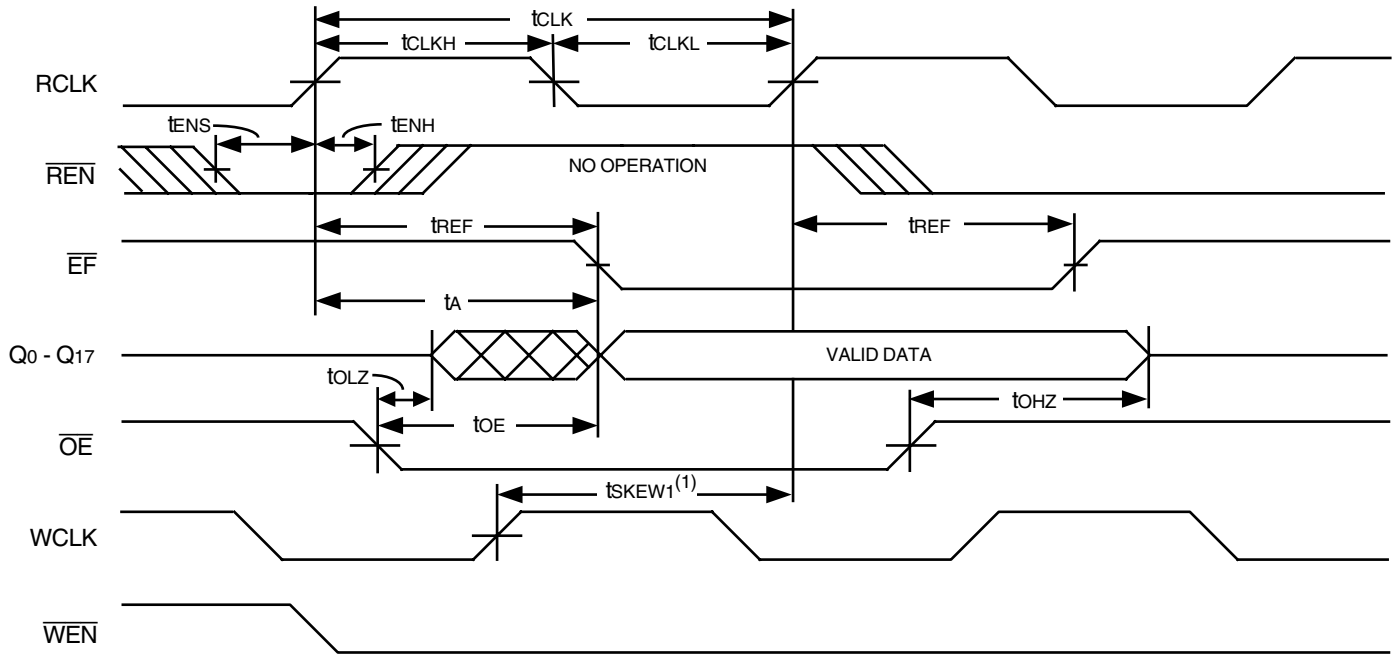 tCLK
tCLKH tCLKL
RCLK
tENS tENH
REN NO OPERATION
tREF tREF
EF
tA
Q0 - Q17 VALID DATA
tOLZ
tOE tOHZ
OE
tSKEW1(1)
WCLK
WEN